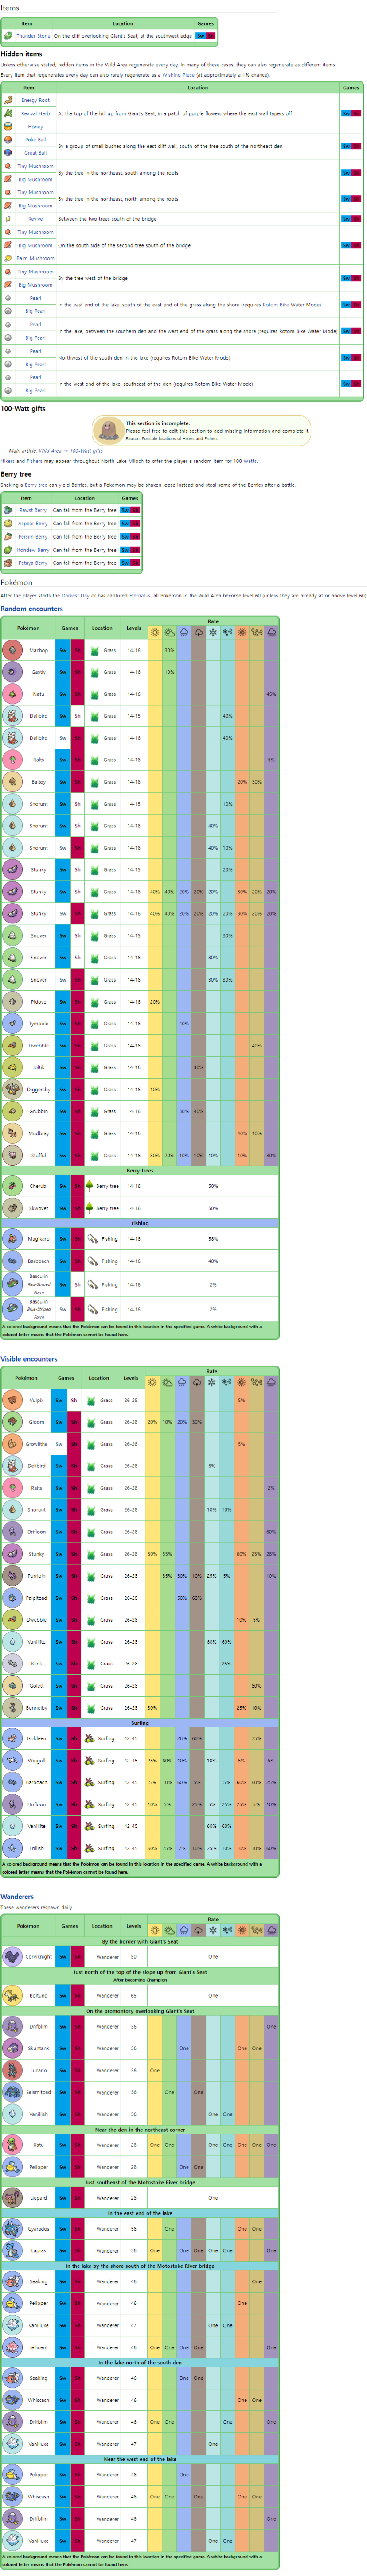 Items
Item Location Games
Thunder Stone On the cliff overlooking Giant's Seat, at the southwest edge Sw Sh
Hidden items
Unless otherwise stated, hidden items in the Wild Area regenerate every day. In many of these cases, they can also regenerate as different items.
Every item that regenerates every day can also rarely regenerate as a Wishing Piece (at approximately a 1% chance).
Item Location Games
Energy Root
Revival Herb At the top of the hill up from Giant's Seat, in a patch of purple flowers where the east wall tapers off Sw Sh
Honey
Poké Ball
Great Ball
By a group of small bushes along the east cliff wall, south of the tree south of the northeast den Sw Sh
Tiny Mushroom
Big Mushroom
By the tree in the northeast, south among the roots Sw Sh
Tiny Mushroom
Big Mushroom
By the tree in the northeast, north among the roots Sw Sh
Revive Between the two trees south of the bridge Sw Sh
Tiny Mushroom
Big Mushroom On the south side of the second tree south of the bridge Sw Sh
Balm Mushroom
Tiny Mushroom
Big Mushroom
By the tree west of the bridge Sw Sh
Pearl
Big Pearl
In the east end of the lake, south of the east end of the grass along the shore (requires Rotom Bike Water Mode) Sw Sh
Pearl
Big Pearl
In the lake, between the southern den and the west end of the grass along the shore (requires Rotom Bike Water Mode) Sw Sh
Pearl
Big Pearl
Northwest of the south den in the lake (requires Rotom Bike Water Mode) Sw Sh
Pearl
Big Pearl
In the west end of the lake, southeast of the den (requires Rotom Bike Water Mode) Sw Sh
100-Watt gifts
This section is incomplete.
Please feel free to edit this section to add missing information and complete it.
Reason: Possible locations of Hikers and Fishers
Main article: Wild Area → 100-Watt gifts
Hikers and Fishers may appear throughout North Lake Miloch to offer the player a random item for 100 Watts.
Berry tree
Shaking a Berry tree can yield Berries, but a Pokémon may be shaken loose instead and steal some of the Berries after a battle.
Item Location Games
Rawst Berry Can fall from the Berry tree Sw Sh
Aspear Berry Can fall from the Berry tree Sw Sh
Persim Berry Can fall from the Berry tree Sw Sh
Hondew Berry Can fall from the Berry tree Sw Sh
Petaya Berry Can fall from the Berry tree Sw Sh
Pokémon
After the player starts the Darkest Day or has captured Eternatus, all Pokémon in the Wild Area become level 60 (unless they are already at or above level 60).
Random encounters
Pokémon Games Location Levels Rate
Machop Sw Sh Grass 14-16 30%
Gastly Sw Sh Grass 14-16 10%
Natu Sw Sh Grass 14-16 45%
Delibird Sw Sh Grass 14-15 40%
Delibird Sw Sh Grass 14-16 40%
Ralts Sw Sh Grass 14-16 5%
Baltoy Sw Sh Grass 14-16 20% 30%
Snorunt Sw Sh Grass 14-15 10%
Snorunt Sw Sh Grass 14-16 40%
Snorunt Sw Sh Grass 14-16 40% 10%
Stunky Sw Sh Grass 14-15 20%
Stunky Sw Sh Grass 14-16 40% 40% 20% 20% 20% 30% 20% 20%
Stunky Sw Sh Grass 14-16 40% 40% 20% 20% 20% 20% 30% 20% 20%
Snover Sw Sh Grass 14-15 30%
Snover Sw Sh Grass 14-16 30%
Snover Sw Sh Grass 14-16 30% 30%
Pidove Sw Sh Grass 14-16 20%
Tympole Sw Sh Grass 14-16 40%
Dwebble Sw Sh Grass 14-16 40%
Joltik Sw Sh Grass 14-16 30%
Diggersby Sw Sh Grass 14-16 10%
Grubbin Sw Sh Grass 14-16 30% 40%
Mudbray Sw Sh Grass 14-16 40% 10%
Stufful Sw Sh Grass 14-16 30% 20% 10% 10% 10% 10% 30%
Berry trees
Cherubi Sw Sh Berry tree 14-16 50%
Skwovet Sw Sh Berry tree 14-16 50%
Fishing
Magikarp Sw Sh Fishing 14-16 58%
Barboach Sw Sh Fishing 14-16 40%
Basculin
Red-Striped
Form
Sw Sh Fishing 14-16 2%
Basculin
Blue-Striped
Form
Sw Sh Fishing 14-16 2%
A colored background means that the Pokémon can be found in this location in the specified game. A white background with a
colored letter means that the Pokémon cannot be found here.
Visible encounters
Pokémon Games Location Levels Rate
Vulpix Sw Sh Grass 26-28 5%
Gloom Sw Sh Grass 26-28 20% 10% 20% 30%
Growlithe Sw Sh Grass 26-28 5%
Delibird Sw Sh Grass 26-28 5%
Ralts Sw Sh Grass 26-28 2%
Snorunt Sw Sh Grass 26-28 10% 10%
Drifloon Sw Sh Grass 26-28 60%
Stunky Sw Sh Grass 26-28 50% 55% 60% 25% 28%
Purrloin Sw Sh Grass 26-28 35% 30% 10% 25% 5% 10%
Palpitoad Sw Sh Grass 26-28 50% 60%
Dwebble Sw Sh Grass 26-28 10% 5%
Vanillite Sw Sh Grass 26-28 60% 60%
Klink Sw Sh Grass 26-28 25%
Golett Sw Sh Grass 26-28 60%
Bunnelby Sw Sh Grass 26-28 30% 25% 10%
Surfing
Goldeen Sw Sh Surfing 42-45 28% 60% 25%
Wingull Sw Sh Surfing 42-45 25% 60% 10% 10% 5% 5%
Barboach Sw Sh Surfing 42-45 5% 10% 60% 5% 5% 60% 60% 25%
Drifloon Sw Sh Surfing 42-45 10% 5% 25% 5% 25% 25% 5% 10%
Vanillite Sw Sh Surfing 42-45 60% 60%
Frillish Sw Sh Surfing 42-45 60% 25% 2% 10% 25% 10% 10% 10% 60%
A colored background means that the Pokémon can be found in this location in the specified game. A white background with a
colored letter means that the Pokémon cannot be found here.
Wanderers
These wanderers respawn daily.
Pokémon Games Location Levels Rate
By the border with Giant's Seat
Corviknight Sw Sh Wanderer 50 One
Just north of the top of the slope up from Giant's Seat
After becoming Champion
Boltund Sw Sh Wanderer 65 One
On the promontory overlooking Giant's Seat
Drifblim Sw Sh Wanderer 36 One
Skuntank Sw Sh Wanderer 36 One One One
Lucario Sw Sh Wanderer 36 One
Seismitoad Sw Sh Wanderer 36 One One
Vanillish Sw Sh Wanderer 36 One One
Near the den in the northeast corner
Xatu Sw Sh Wanderer 26 One One One One One One One
Pelipper Sw Sh Wanderer 26 One One
Just southeast of the Motostoke River bridge
Liepard Sw Sh Wanderer 28 One
In the east end of the lake
Gyarados Sw Sh Wanderer 56 One One One
Lapras Sw Sh Wanderer 56 One One One One One One
In the lake by the shore south of the Motostoke River bridge
Seaking Sw Sh Wanderer 46 One
Pelipper Sw Sh Wanderer 46 One
Vanilluxe Sw Sh Wanderer 47 One One
Jellicent Sw Sh Wanderer 46 One One One One One
In the lake north of the south den
Seaking Sw Sh Wanderer 46 One One
Whiscash Sw Sh Wanderer 46 One One
Drifblim Sw Sh Wanderer 46 One One One One
Vanilluxe Sw Sh Wanderer 47 One
Near the west end of the lake
Pelipper Sw Sh Wanderer 46 One
Whiscash Sw Sh Wanderer 46 One One One One One
Drifblim Sw Sh Wanderer 46 One
Vanilluxe Sw Sh Wanderer 47 One One
A colored background means that the Pokémon can be found in this location in the specified game. A white background with a
colored letter means that the Pokémon cannot be found here.